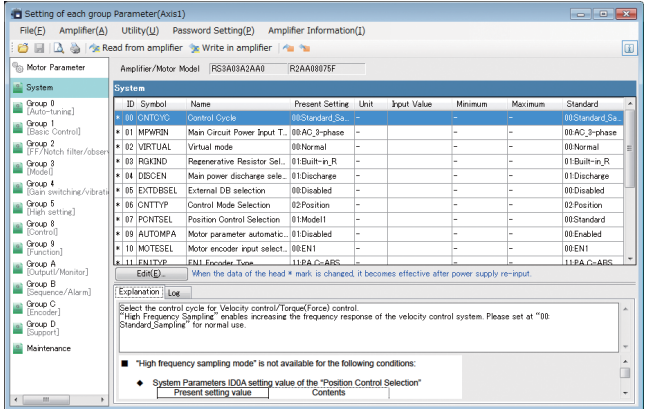 Setting of each group Parameter(Axis1)
File(F) Amplifier(A) Utility(U) Password Setting(P) Amplifier Information(I)
Read from amplifier Write in amplifier
Motor Parameter
Amplifier/Motor Model RS3A03A2AA0 R2AA08075F
System
Group 0
[Auto-tuning]
Group 1
[Basic Control]
Group 2
[FF/Notch filter/obser
Group 3
[Model]
Group 4
[Gain switching/vibrati
Group 5
[High setting]
Group 8
[Control]
Group 9
[Function]
Group A
[Output/Monitor]
Group B
[Sequence/Alarm]
Group C
[Encoder]
Group D
[Support]
Maintenance
System
ID Symbol Name Present Setting Unit Input Value Minimum Maximum Standard
* 00 CNTCYC Control Cycle 00:Standard_Sa... - - - - 00:Standard_Sa...
* 01 MPWRIN Main Circuit Power Input T... 00:AC_3-phase - - - - 00:AC_3-phase
* 02 VIRTUAL Virtual mode 00:Normal - - - - 00:Normal
* 03 RGKIND Regenerative Resistor Sel... 01:Built-in_R - - - - 01:Built-in_R
* 04 DISCEN Main power discharge sele... 01:Discharge - - - - 01:Discharge
* 05 EXTDBSEL External DB selection 00:Disabled - - - - 00:Disabled
* 06 CNTTYP Control Mode Selection 02:Position - - - - 02:Position
* 07 PCNTSEL Position Control Selection 01:Model1 - - - - 00:Standard
* 09 AUTOMPA Motor parameter automatic... 01:Disabled - - - - 00:Enabled
* 10 MOTESEL Motor encoder input select... 00:EN1 - - - - 00:EN1
* 11 EN1TYP EN1 Encoder Type 11:PA C-ABS - - - - 11:PA C-ABS
Edit(E)... When the data of the head * mark is changed, it becomes effective after power supply re-input.
Explanation Log
Select the control cycle for Velocity control/Torque(Force) control.
"High Frequency Sampling" enables increasing the frequency response of the velocity control system. Please set at "00:
Standard_Sampling" for normal use.
■ "High frequency sampling mode" is not available for the following conditions:
◆ System Parameters ID0A setting value of the "Position Control Selection"
Present setting value Contents